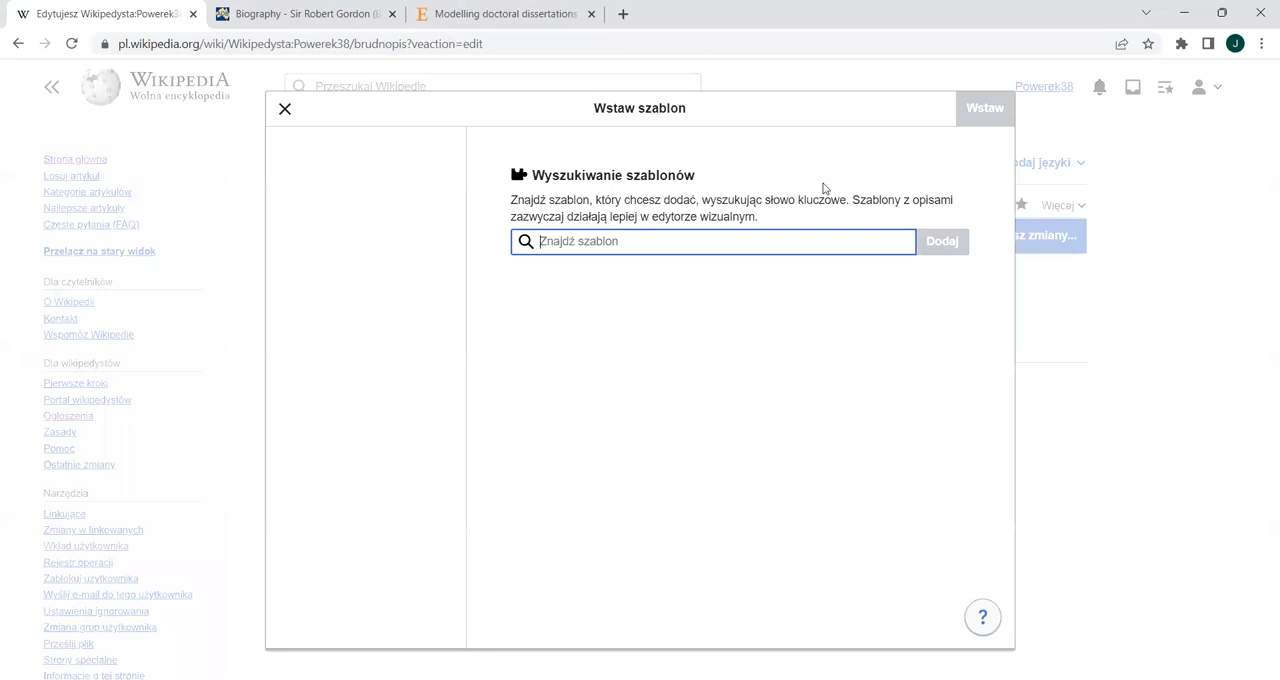 Edytujesz Wikipedysta:Powerek3
Biography - Sir Robert Gordon (
Modelling doctoral dissertations
pl.wikipedia.org/wiki/Wikipedysta:Powerek38/brudnopis?veaction=edit
J
WIKIPEDIA
Wolna encyklopedia
Przeszukaj Wikipedię
Powerek38
Wstaw szablon
Wstaw
Strona główna
Losuj artykuł
Kategorie artykułów
Najlepsze artykuły
Częste pytania (FAQ)
Przełącz na stary widok
Dla czytelników
O Wikipedii
Kontakt
Wspomóż Wikipedię
Dla wikipedystów
Pierwsze kroki
Portal wikipedystów
Ogłoszenia
Zasady
Pomoc
Ostatnie zmiany
Narzędzia
Linkujące
Zmiany w linkowanych
Wkład użytkownika
Rejestr operacji
Zablokuj użytkownika
Wyślij e-mail do tego użytkownika
Ustawienia ignorowania
Zmiana grup użytkownika
Prześlij plik
Strony specjalne
Informacje o tej stronie
Wyszukiwanie szablonów
Znajdź szablon, który chcesz dodać, wyszukując słowo kluczowe. Szablony z opisami
zazwyczaj działają lepiej w edytorze wizualnym.
Znajdź szablon
Dodaj
odaj języki
Więcej
sz zmiany...
?